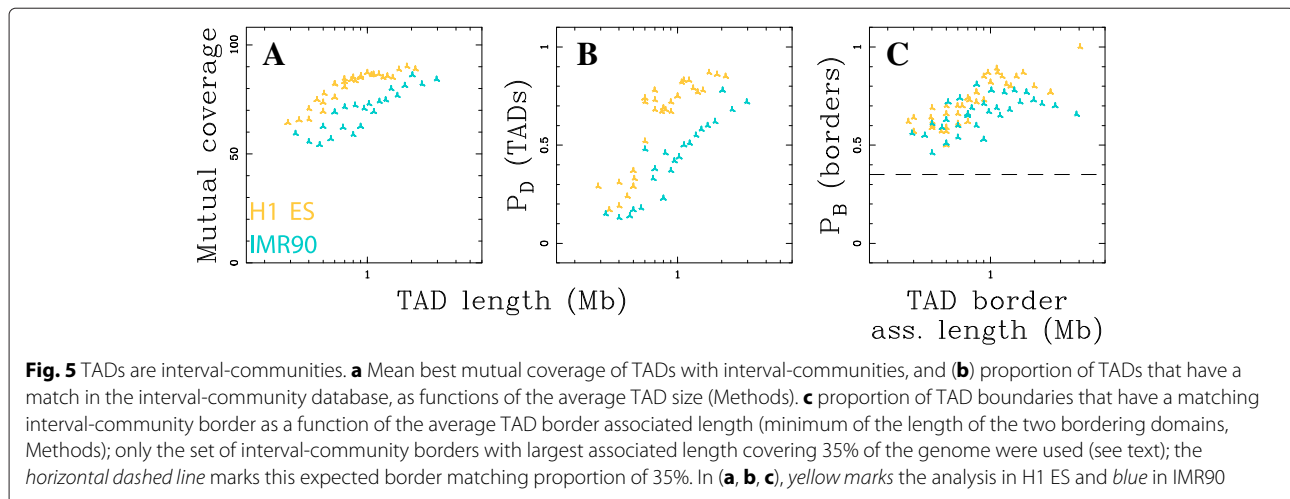 A
B
C
100
50
0
Mutual coverage
H1 ES
IMR90
1
TAD length (Mb)
1
0.5
0
P_D (TADs)
1
1
0.5
0
P_B (borders)
1
TAD border
ass. length (Mb)
Fig. 5 TADs are interval-communities. a Mean best mutual coverage of TADs with interval-communities, and (b) proportion of TADs that have a
match in the interval-community database, as functions of the average TAD size (Methods). c proportion of TAD boundaries that have a matching
interval-community border as a function of the average TAD border associated length (minimum of the length of the two bordering domains,
Methods); only the set of interval-community borders with largest associated length covering 35% of the genome were used (see text); the
horizontal dashed line marks this expected border matching proportion of 35%. In (a, b, c), yellow marks the analysis in H1 ES and blue in IMR90